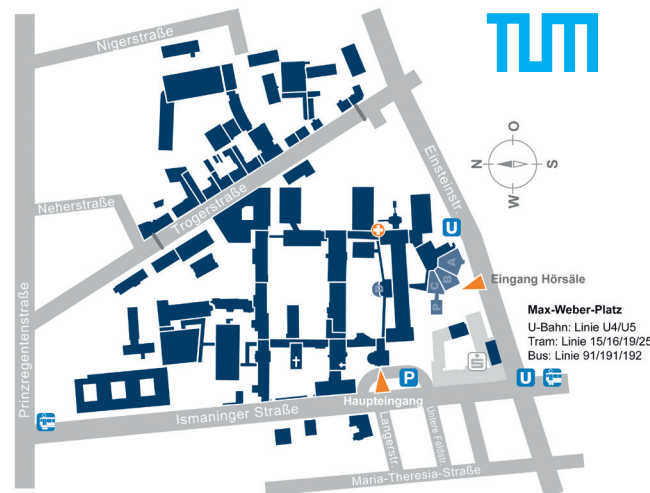 TUM
Nigerstraße
O
N
S
W
Einsteinstr.
Neherstraße
Trogerstraße
U
A
B
C
P
D
Eingang Hörsäle
Prinzregentenstraße
Max-Weber-Platz
U-Bahn: Linie U4/U5
Tram: Linie 15/16/19/25
Bus: Linie 91/191/192
P
U
Haupteingang
Ismaninger Straße
Langerstr.
Untere Feldstr.
Maria-Theresia-Straße